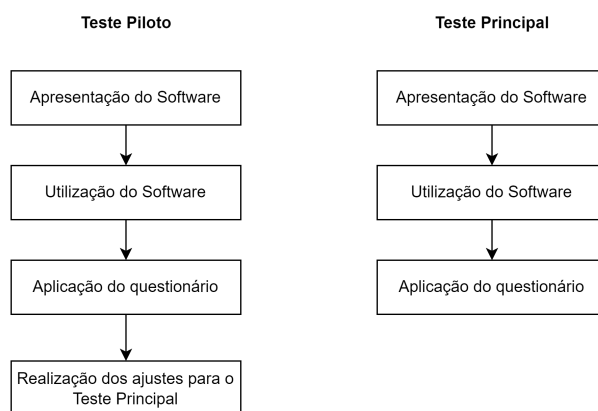 Teste Piloto
Apresentação do Software
Utilização do Software
Aplicação do questionário
Realização dos ajustes para o
Teste Principal
Teste Principal
Apresentação do Software
Utilização do Software
Aplicação do questionário